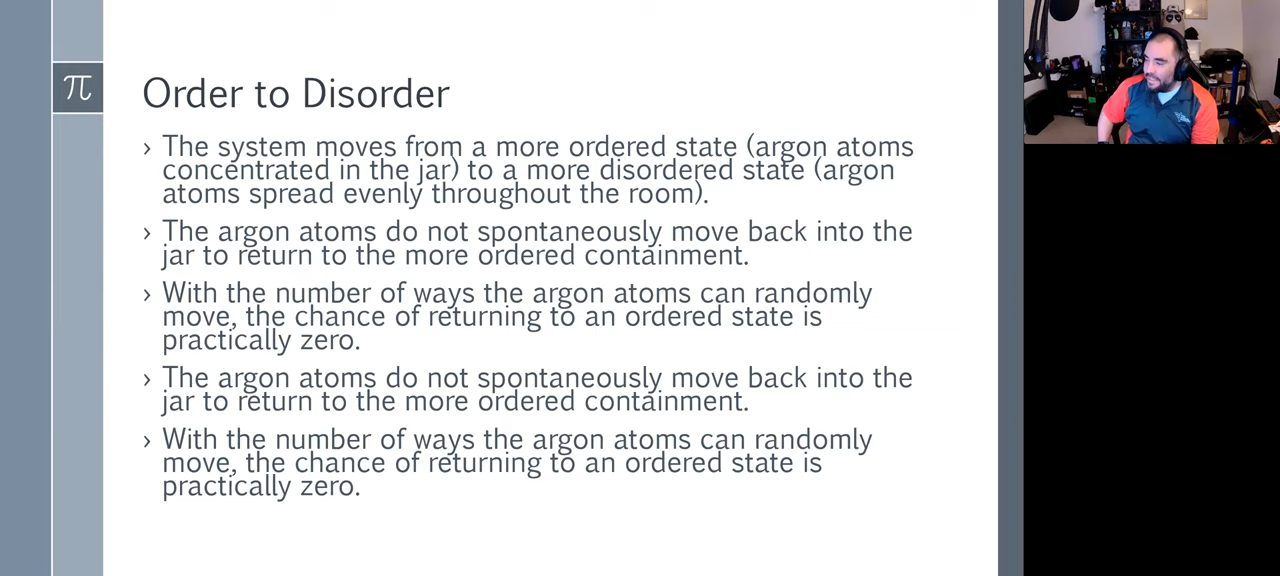 π
Order to Disorder
› The system moves from a more ordered state (argon atoms
concentrated in the jar) to a more disordered state (argon
atoms spread evenly throughout the room).
› The argon atoms do not spontaneously move back into the
jar to return to the more ordered containment.
› With the number of ways the argon atoms can randomly
move, the chance of returning to an ordered state is
practically zero.
› The argon atoms do not spontaneously move back into the
jar to return to the more ordered containment.
› With the number of ways the argon atoms can randomly
move, the chance of returning to an ordered state is
practically zero.